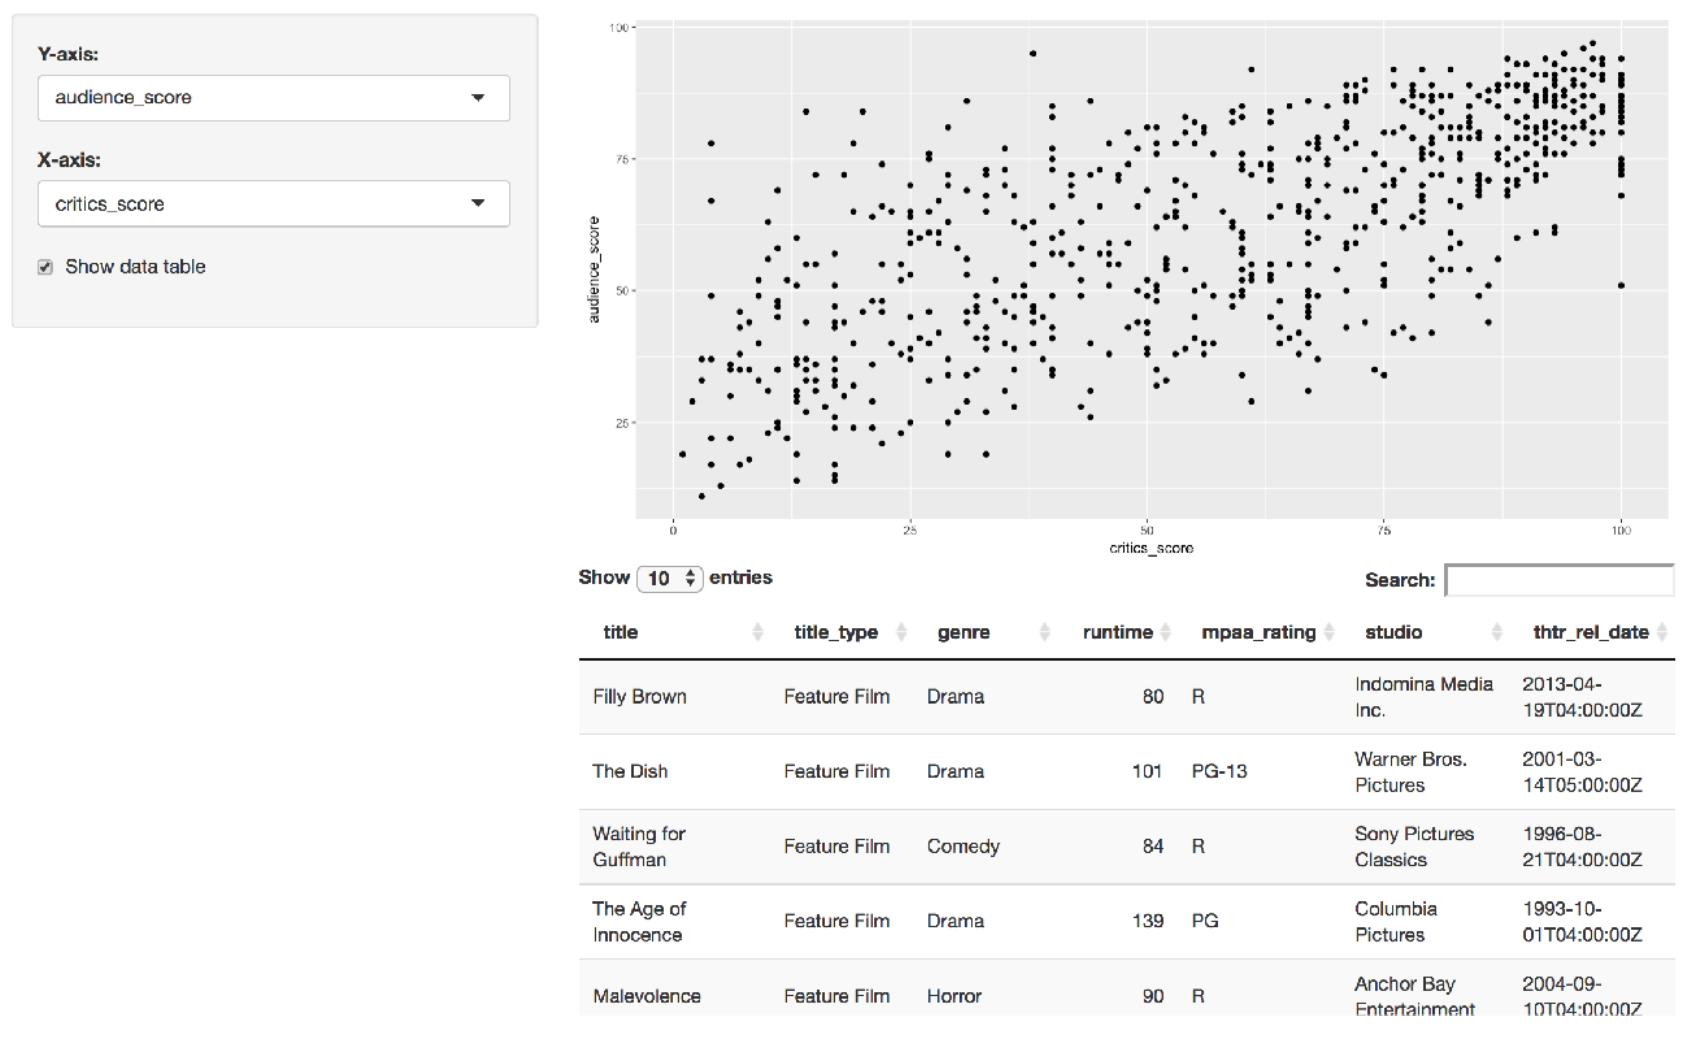 Y-axis:
audience_score
X-axis:
critics_score
Show data table
100
75
50
25
audience_score
0
25
50
75
100
critics_score
Show 10 entries
Search:
title title_type genre runtime mpaa_rating studio thtr_rel_date
Filly Brown Feature Film Drama 80 R Indomina Media Inc. 2013-04-19T04:00:00Z
The Dish Feature Film Drama 101 PG-13 Warner Bros. Pictures 2001-03-14T05:00:00Z
Waiting for Guffman Feature Film Comedy 84 R Sony Pictures Classics 1996-08-21T04:00:00Z
The Age of Innocence Feature Film Drama 139 PG Columbia Pictures 1993-10-01T04:00:00Z
Malevolence Feature Film Horror 90 R Anchor Bay Entertainment 2004-09-10T04:00:00Z